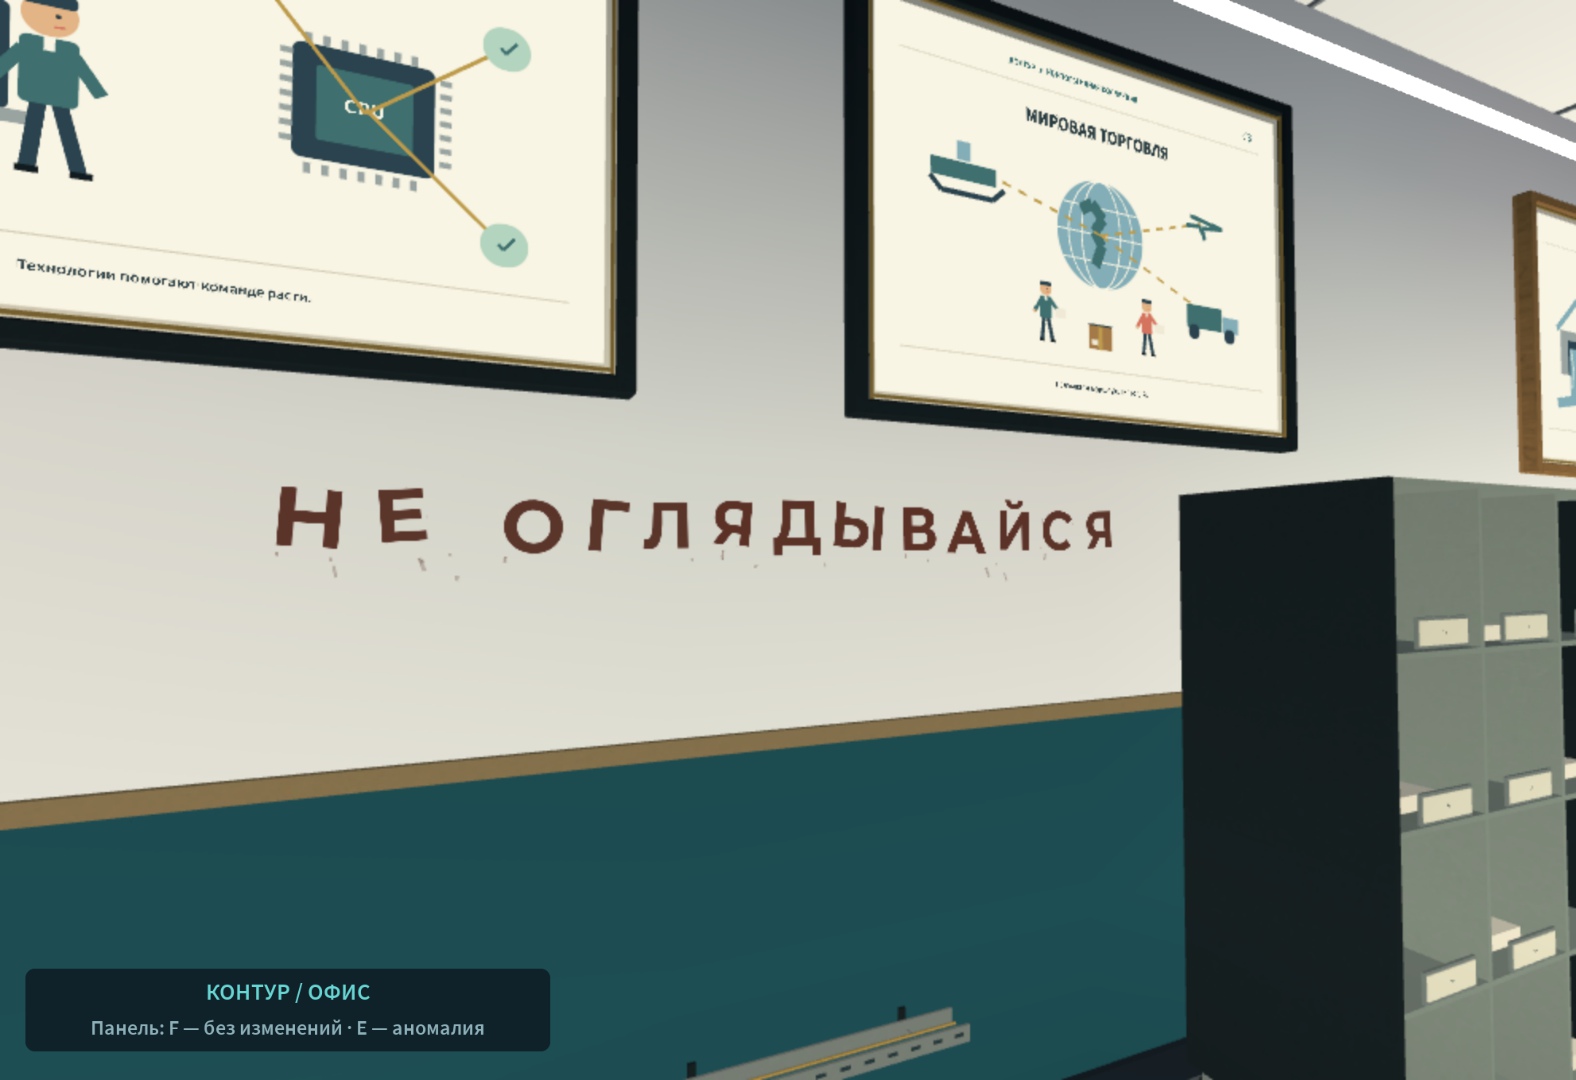 CPU
Технологии помогают команде расти.
МИРОВАЯ ТОРГОВЛЯ
НЕ ОГЛЯДЫВАЙСЯ
КОНТУР / ОФИС
Панель: F — без изменений · E — аномалия